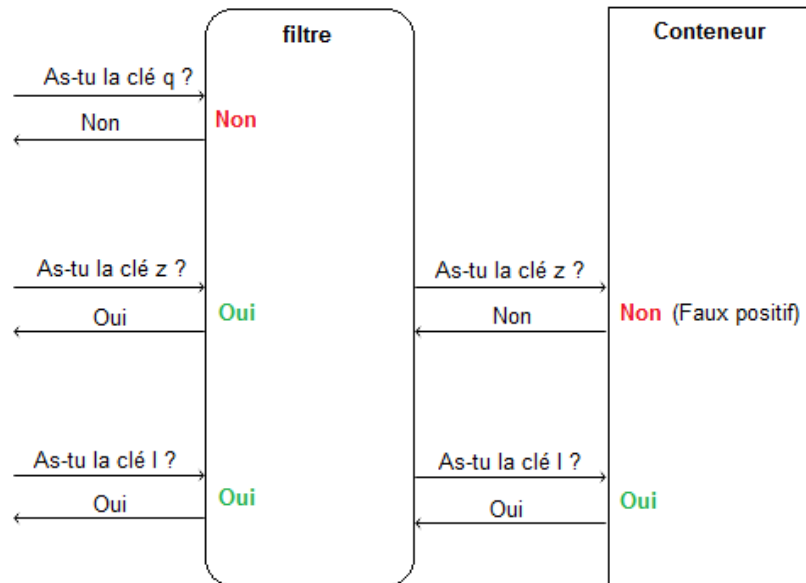 filtre
Conteneur
As-tu la clé q ?
Non
Non
As-tu la clé z ?
As-tu la clé z ?
Oui
Oui
Non
Non (Faux positif)
As-tu la clé l ?
As-tu la clé l ?
Oui
Oui
Oui
Oui